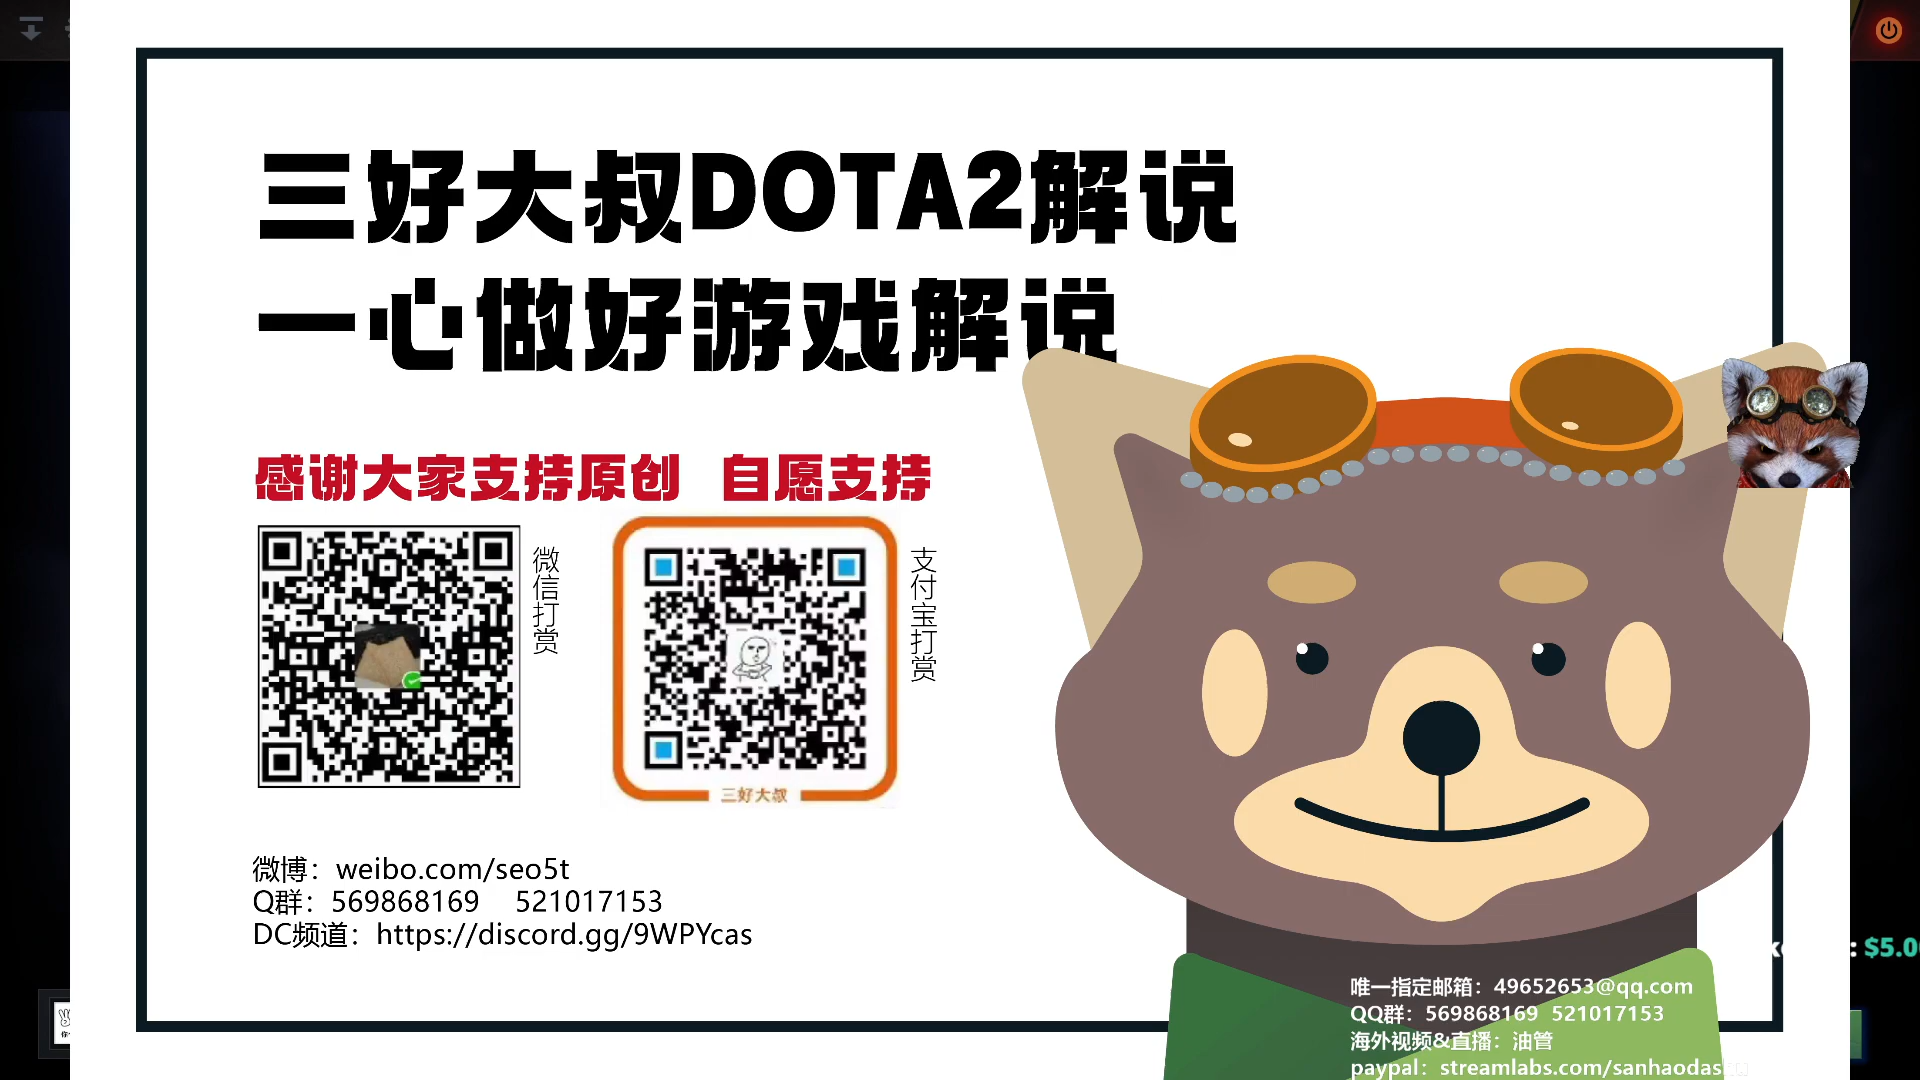 三好大叔DOTA2解说
一心做好游戏解说
感谢大家支持原创 自愿支持
微信打赏
支付宝打赏
三好大叔
微博：weibo.com/seo5t
Q群：569868169 521017153
DC频道：https://discord.gg/9WPYcas
: $5.0
唯一指定邮箱：49652653@qq.com
QQ群：569868169 521017153
海外视频&直播：油管
paypal：streamlabs.com/sanhaodashu